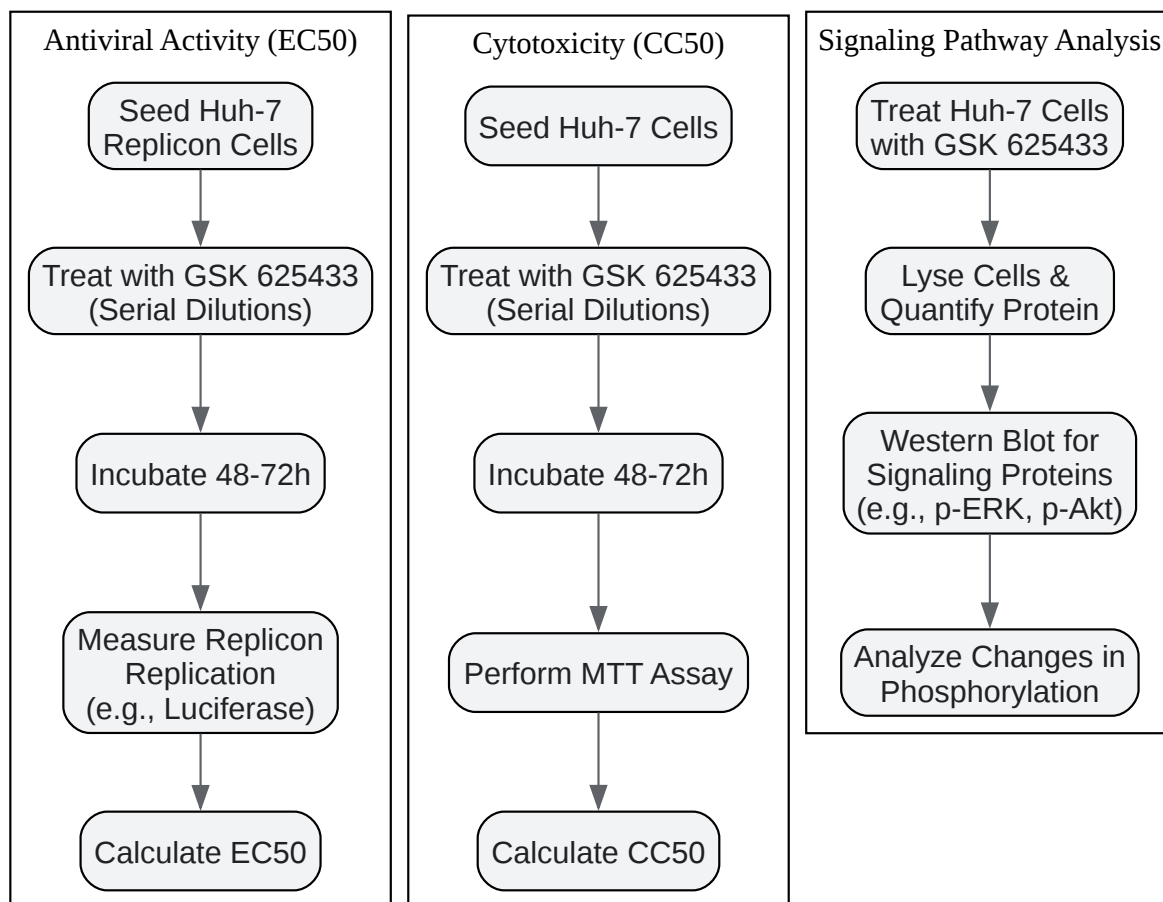 Antiviral Activity (EC50)
Seed Huh-7
Replicon Cells
Treat with GSK 625433
(Serial Dilutions)
Incubate 48-72h
Measure Replicon
Replication
(e.g., Luciferase)
Calculate EC50
Cytotoxicity (CC50)
Seed Huh-7 Cells
Treat with GSK 625433
(Serial Dilutions)
Incubate 48-72h
Perform MTT Assay
Calculate CC50
Signaling Pathway Analysis
Treat Huh-7 Cells
with GSK 625433
Lyse Cells &
Quantify Protein
Western Blot for
Signaling Proteins
(e.g., p-ERK, p-Akt)
Analyze Changes in
Phosphorylation